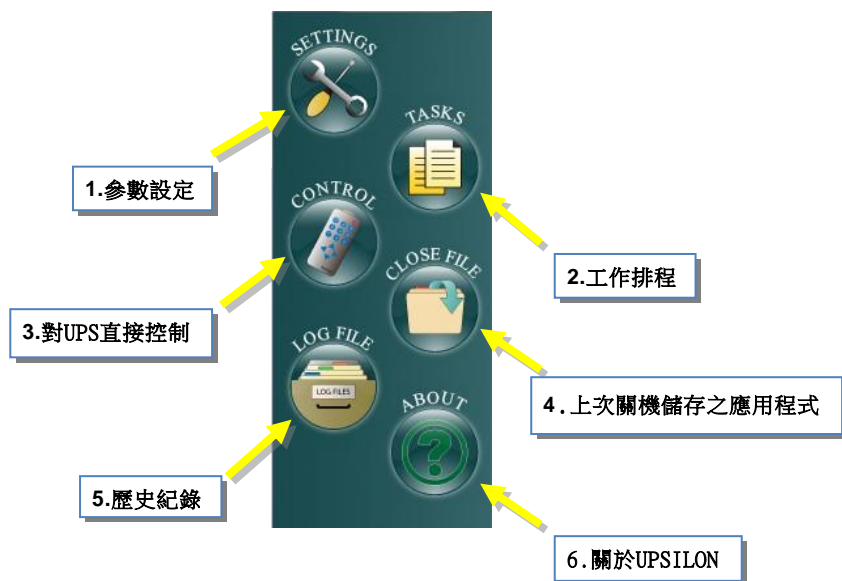 SETTINGS
TASKS
1.參數設定
CONTROL
CLOSE FILE
2.工作排程
3.對UPS直接控制
LOG FILE
LOG FILES
ABOUT
4.上次關機儲存之應用程式
5.歷史紀錄
6.關於UPSILON